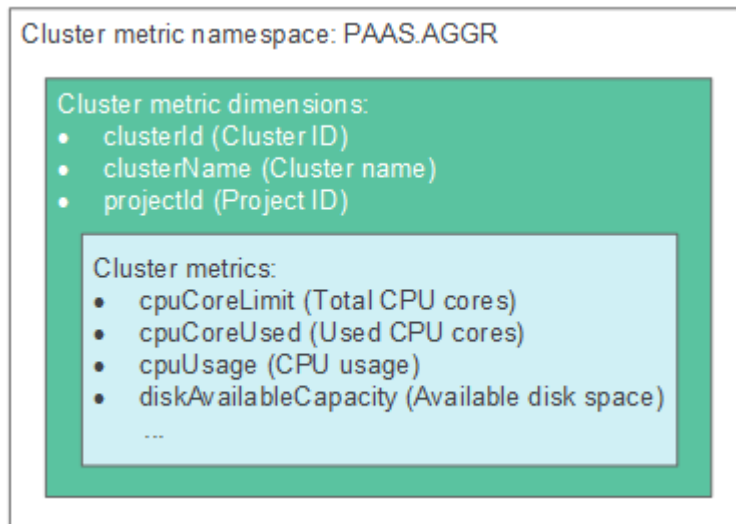 Cluster metric namespace: PAAS.AGGR
Cluster metric dimensions:
• clusterId (Cluster ID)
• clusterName (Cluster name)
• projectId (Project ID)
Cluster metrics:
• cpuCoreLimit (Total CPU cores)
• cpuCoreUsed (Used CPU cores)
• cpuUsage (CPU usage)
• diskAvailableCapacity (Available disk space)
...